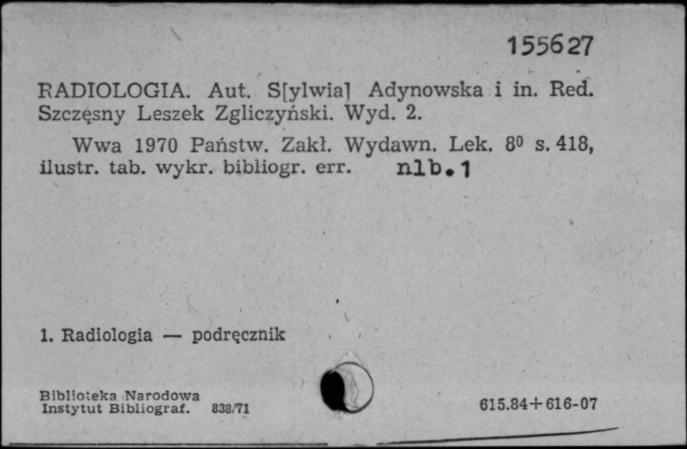 155627
RADIOLOGIA. Aut. S[ylwia] Adynowska i in. Red.
Szczęsny Leszek Zgliczyński. Wyd. 2.
Wwa 1970 Państw. Zakł. Wydawn. Lek. 8⁰ s. 418,
ilustr. tab. wykr. bibliogr. err. nlb. 1
1. Radiologia — podręcznik
Biblioteka Narodowa
Instytut Bibliograf. 838/71
615.84+616-07